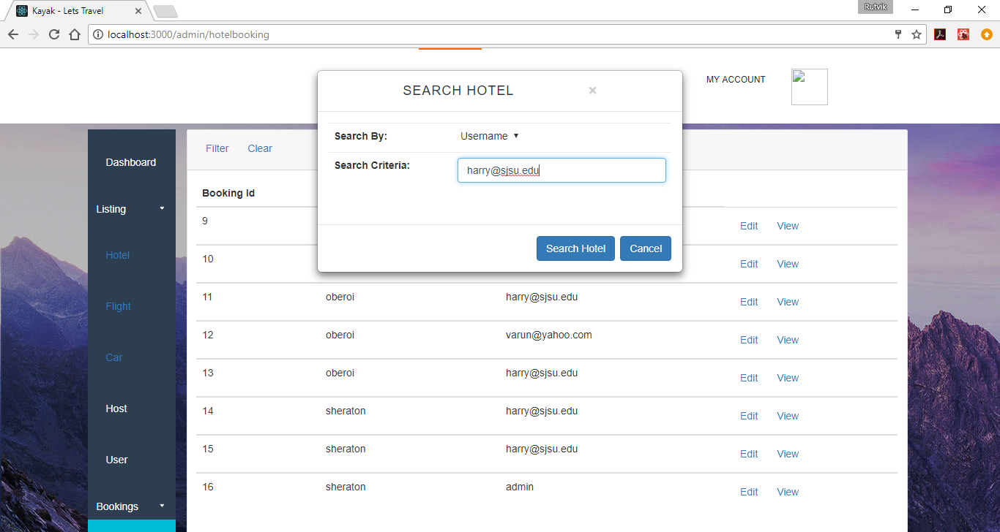 Kayak - Lets Travel
Rutvik
localhost:3000/admin/hotelbooking
MY ACCOUNT
SEARCH HOTEL ×
Search By: Username
Search Criteria: harry@sjsu.edu
Search Hotel Cancel
Dashboard
Listing
Hotel
Flight
Car
Host
User
Bookings
Filter Clear
Booking Id
9 Edit View
10 Edit View
11 oberoi harry@sjsu.edu Edit View
12 oberoi varun@yahoo.com Edit View
13 oberoi harry@sjsu.edu Edit View
14 sheraton harry@sjsu.edu Edit View
15 sheraton harry@sjsu.edu Edit View
16 sheraton admin Edit View